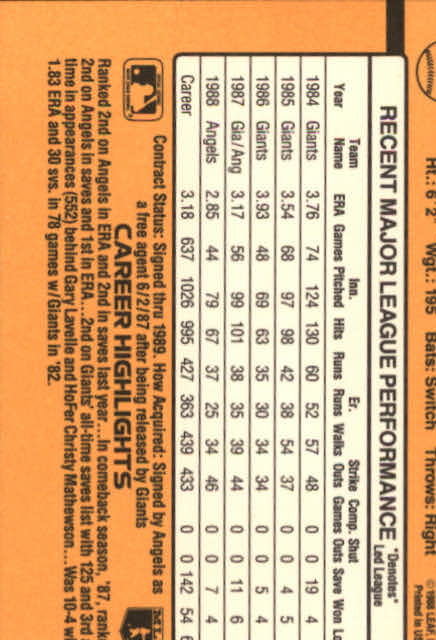 Ht.: 6' 2" Wgt.: 195 Bats: Switch Throws: Right
© 1988 LEAF
Printed in US
RECENT MAJOR LEAGUE PERFORMANCE
"Denotes"
Led League
Team Inn. Er. Strike Comp. Shut
Year Name ERA Games Pitched Hits Runs Runs Walks Outs Games Outs Save Won Lo
1984 Giants 3.76 74 124 130 60 52 57 48 0 0 19 4
1985 Giants 3.54 68 97 98 42 38 54 37 0 0 4 5
1986 Giants 3.93 48 69 63 35 30 34 34 0 0 5 4
1987 Gia/Ang 3.17 56 99 101 38 35 39 44 0 0 11 6
1988 Angels 2.85 44 79 67 37 25 34 46 0 0 7 4
Career 3.18 637 1026 995 427 363 439 433 0 0 142 54 6
Contract Status: Signed thru 1989. How Acquired: Signed by Angels as
a free agent 6/2/87 after being released by Giants
CAREER HIGHLIGHTS
Ranked 2nd on Angels in ERA and 2nd in saves last year...In comeback season, '87, rank
2nd on Angels in saves and 1st in ERA...2nd on Giants' all-time saves list with 125 and 3rd
time in appearances (552) behind Gary Lavelle and HoFer Christy Mathewson...Was 10-4 wi
1.83 ERA and 30 svs. in 78 games w/Giants in '82.